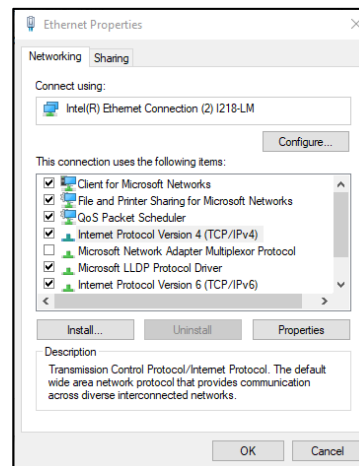 Ethernet Properties
Networking
Sharing
Connect using:
Intel(R) Ethernet Connection (2) I218-LM
Configure...
This connection uses the following items:
Client for Microsoft Networks
File and Printer Sharing for Microsoft Networks
QoS Packet Scheduler
Internet Protocol Version 4 (TCP/IPv4)
Microsoft Network Adapter Multiplexor Protocol
Microsoft LLDP Protocol Driver
Internet Protocol Version 6 (TCP/IPv6)
Install...
Uninstall
Properties
Description
Transmission Control Protocol/Internet Protocol. The default
wide area network protocol that provides communication
across diverse interconnected networks.
OK
Cancel